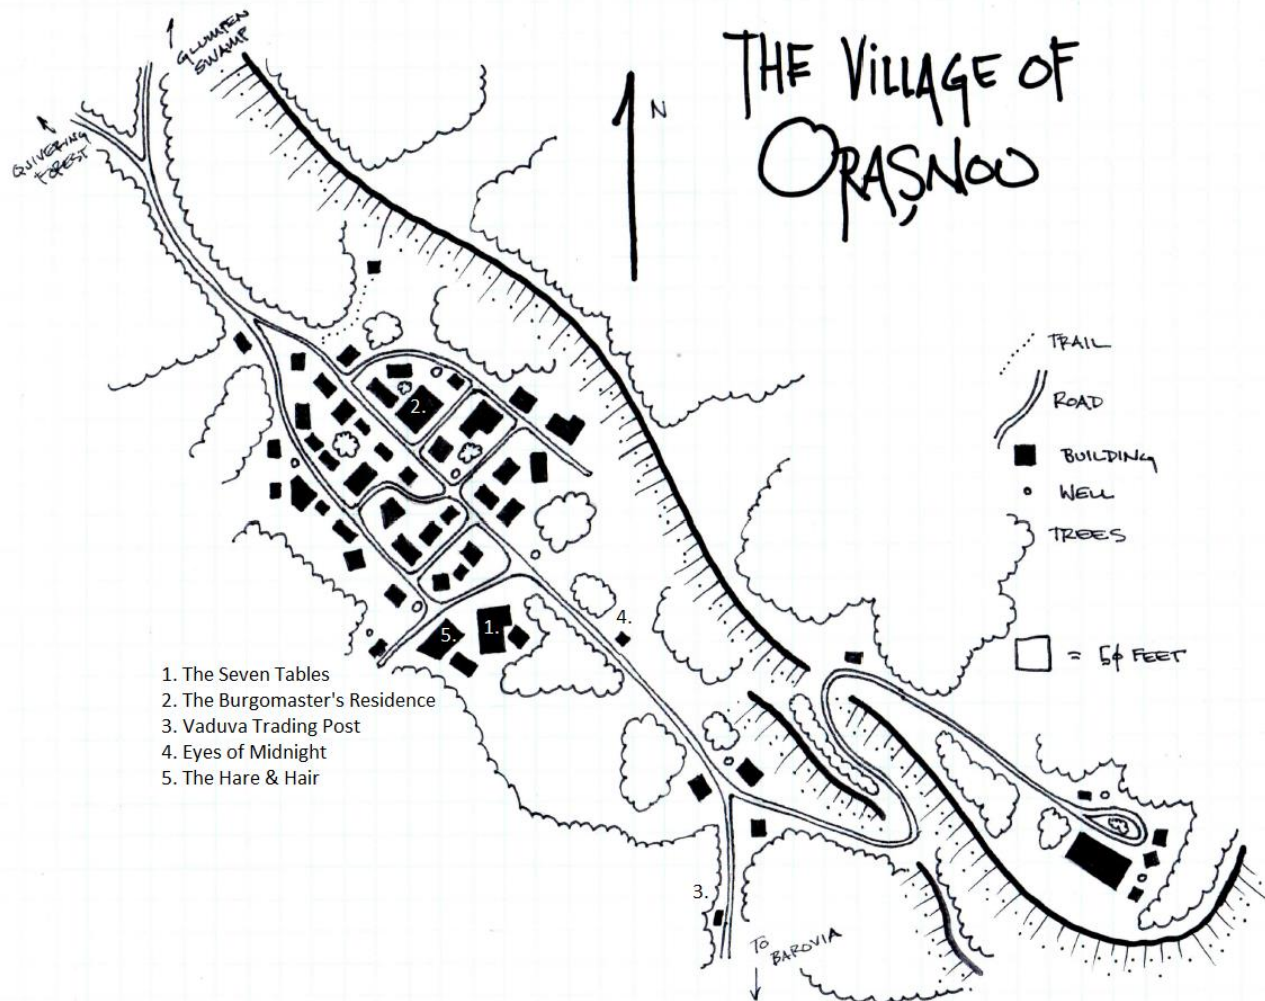 GLUMPEN
SWAMP
THE VILLAGE OF
ORAȘNOU
N
QUIVERING
FOREST
TRAIL
ROAD
BUILDING
WELL
TREES
= 50 FEET
2.
4.
5.
1.
1. The Seven Tables
2. The Burgomaster's Residence
3. Vaduva Trading Post
4. Eyes of Midnight
5. The Hare & Hair
3.
TO
BAROVIA